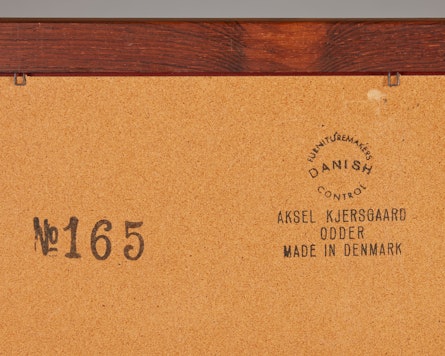 FURNITUREMAKERS
DANISH
CONTROL
AKSEL KJERSGAARD
ODDER
MADE IN DENMARK
№165